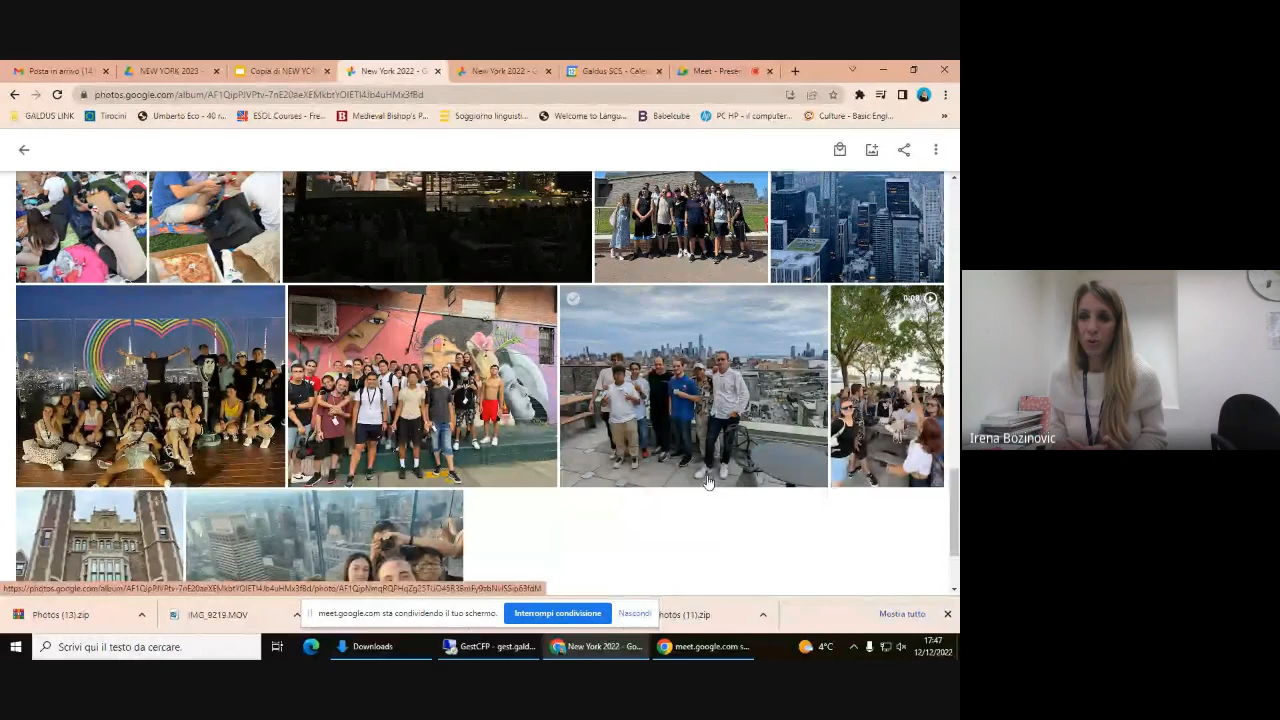 Posta in arrivo (14
NEW YORK 2023 -
Copia di NEW YO
New York 2022 - G
New York 2022 - G
Galdus SCS - Cale
Meet - Presen
photos.google.com/album/
GALDUS LINK
Tirocini
Umberto Eco - 40 r...
ESOL Courses - Fre...
Medieval Bishop's P...
Soggiorno linguisti...
Welcome to Langu...
Babelcube
PC HP - il computer...
Culture - Basic Engl...
0:08
Irena Bozinovic
Photos (13).zip
IMG_9219.MOV
meet.google.com sta condividendo il tuo schermo.
Interrompi condivisione
Nascondi
hotos (11).zip
Mostra tutto
Scrivi qui il testo da cercare.
Downloads
GestCFP - gest.gald...
New York 2022 - Go...
meet.google.com s...
4°C
17:47
12/12/2022